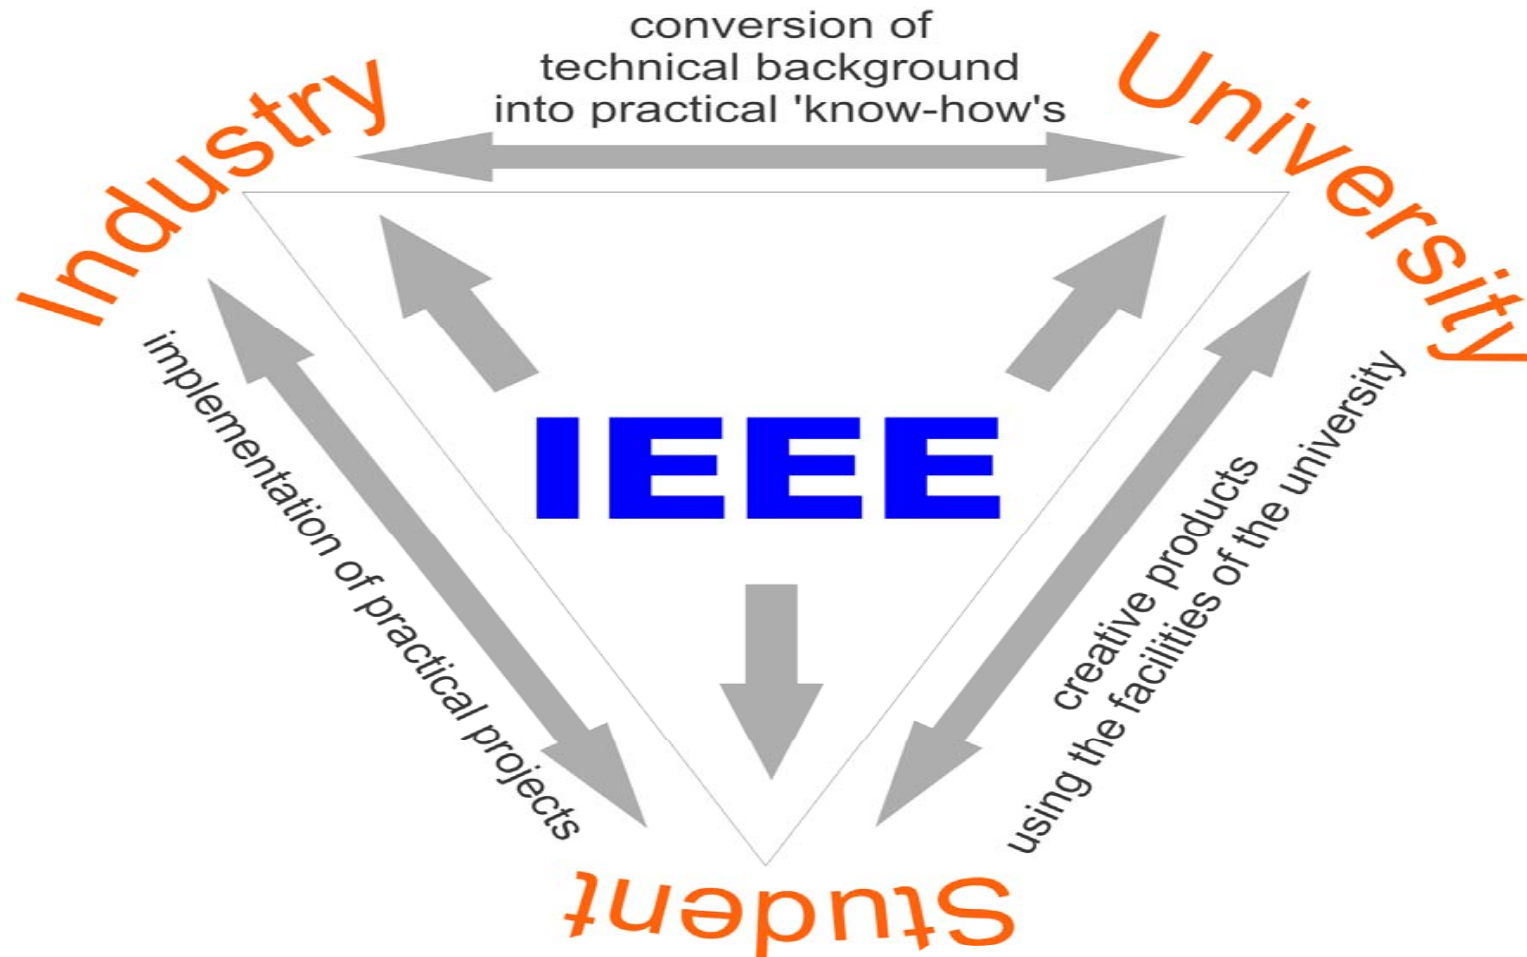 conversion of
technical background
into practical 'know-how's
Industry
University
IEEE
implementation of practical projects
creative products
using the facilities of the university
Student